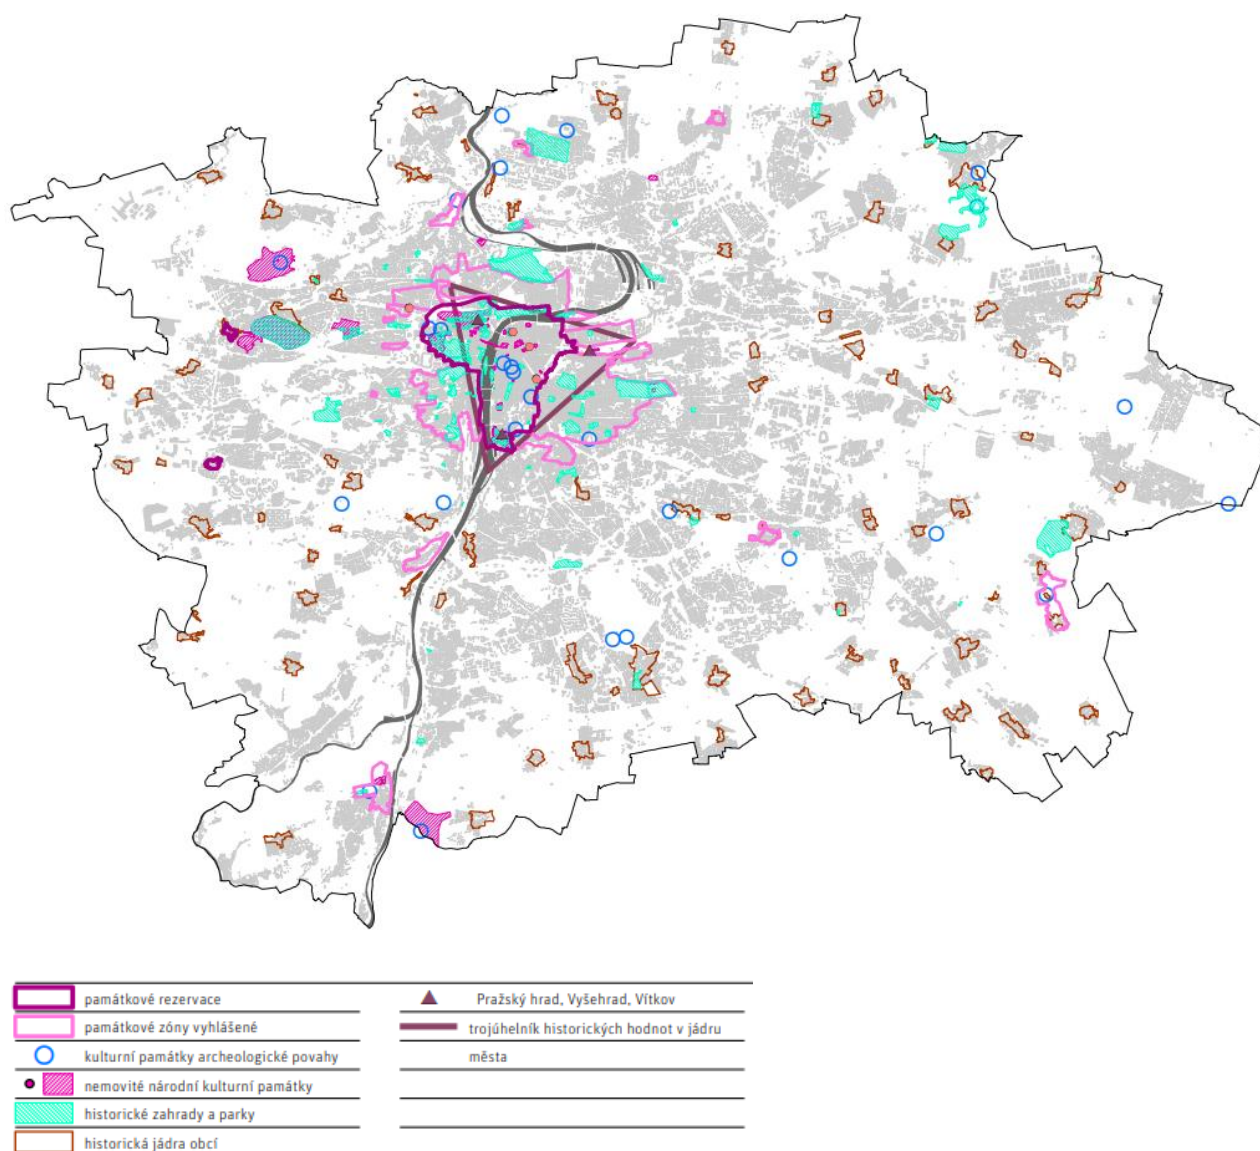 památkové rezervace
památkové zóny vyhlášené
kulturní památky archeologické povahy
nemovité národní kulturní památky
historické zahrady a parky
historická jádra obcí
Pražský hrad, Vyšehrad, Vítkov
trojúhelník historických hodnot v jádru
města